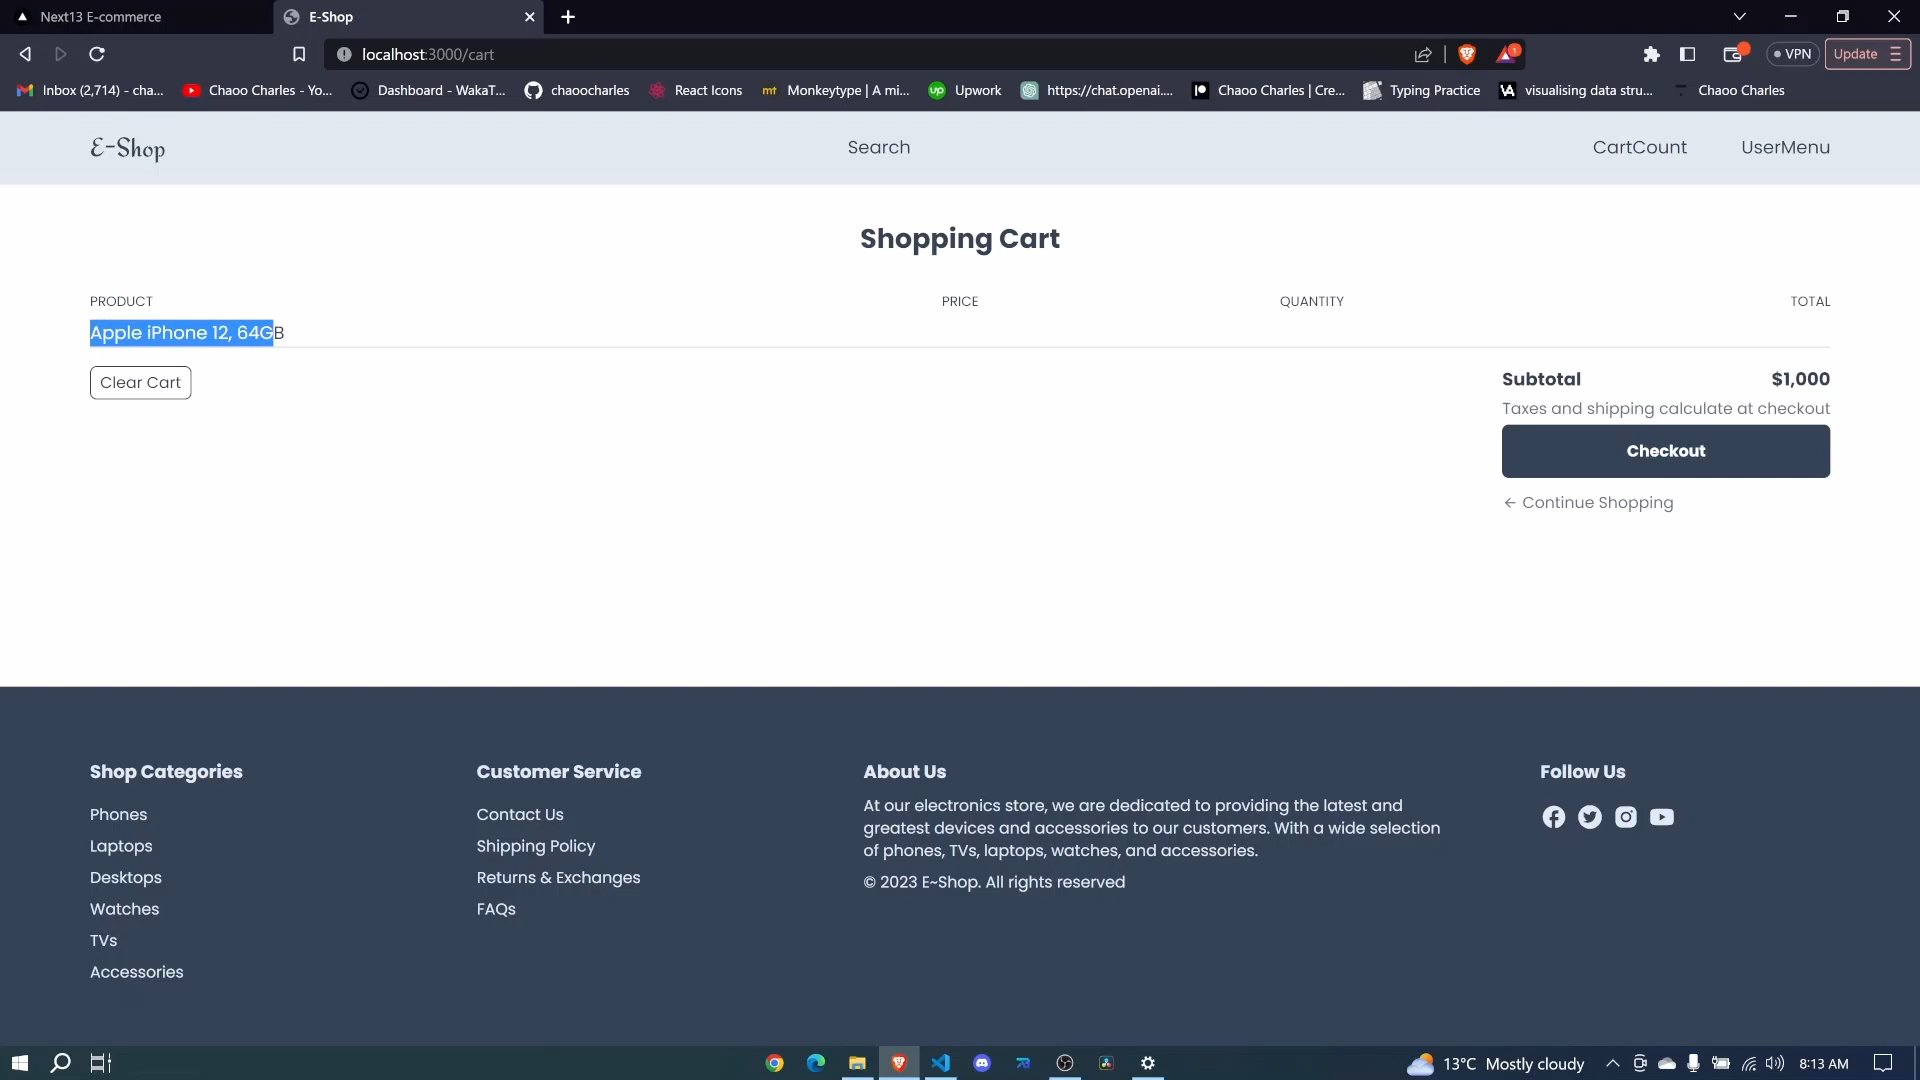 Next13 E-commerce
E-Shop
localhost:3000/cart
1
VPN
Update
Inbox (2,714) - cha...
Chaoo Charles - Yo...
Dashboard - WakaT...
chaoocharles
React Icons
mt Monkeytype | A mi...
up Upwork
https://chat.openai....
Chaoo Charles | Cre...
Typing Practice
VA visualising data stru...
Chaoo Charles
E-Shop
Search
CartCount
UserMenu
Shopping Cart
PRODUCT
PRICE
QUANTITY
TOTAL
Apple iPhone 12, 64GB
Clear Cart
Subtotal $1,000
Taxes and shipping calculate at checkout
Checkout
← Continue Shopping
Shop Categories
Phones
Laptops
Desktops
Watches
TVs
Accessories
Customer Service
Contact Us
Shipping Policy
Returns & Exchanges
FAQs
About Us
At our electronics store, we are dedicated to providing the latest and
greatest devices and accessories to our customers. With a wide selection
of phones, TVs, laptops, watches, and accessories.
© 2023 E~Shop. All rights reserved
Follow Us
13°C Mostly cloudy
8:13 AM